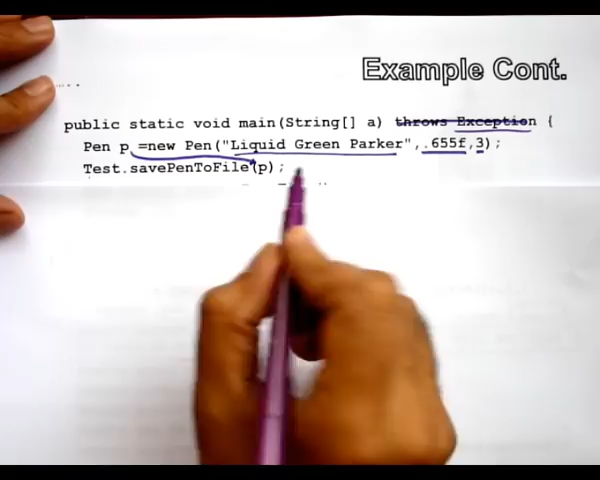 Example Cont.
public static void main(String[] a) throws Exception {
Pen p =new Pen("Liquid Green Parker",.655f,3);
Test.savePenToFile(p);